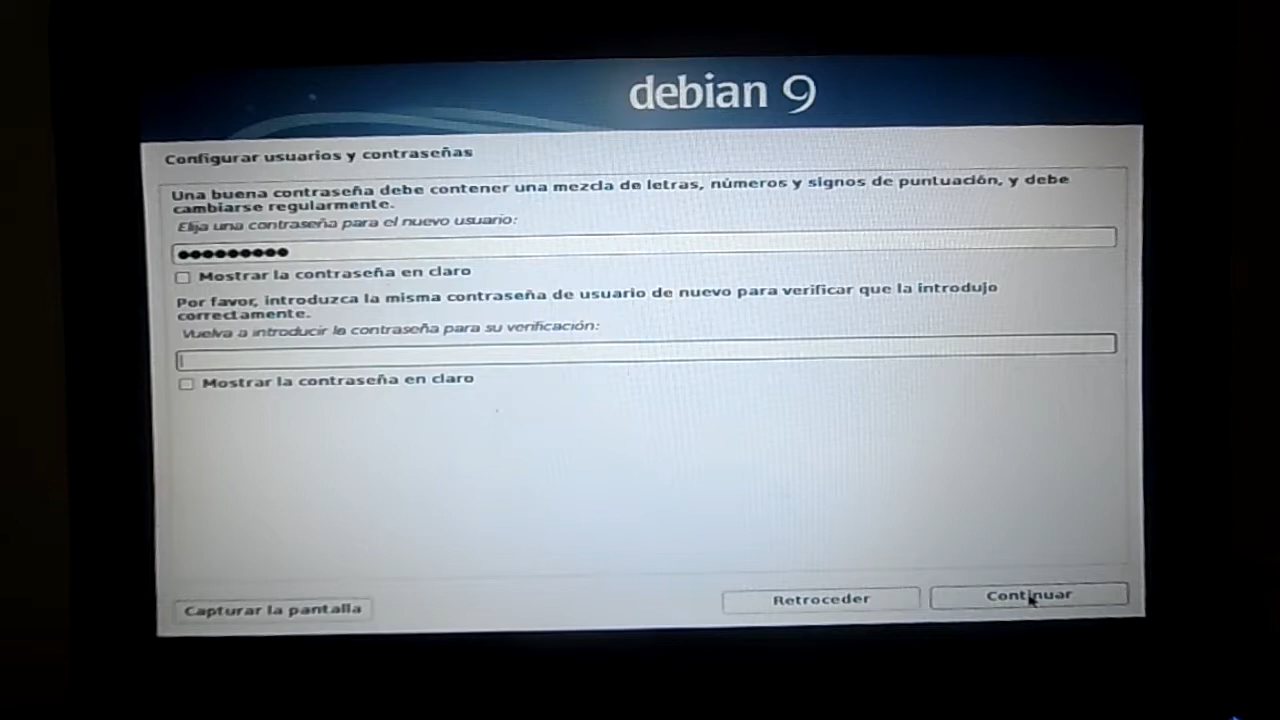 debian 9
Configurar usuarios y contraseñas
Una buena contraseña debe contener una mezcla de letras, números y signos de puntuación, y debe
cambiarse regularmente.
Elija una contraseña para el nuevo usuario:
●●●●●●●●●
Mostrar la contraseña en claro
Por favor, introduzca la misma contraseña de usuario de nuevo para verificar que la introdujo
correctamente.
Vuelva a introducir la contraseña para su verificación:
Mostrar la contraseña en claro
Capturar la pantalla
Retroceder
Continuar